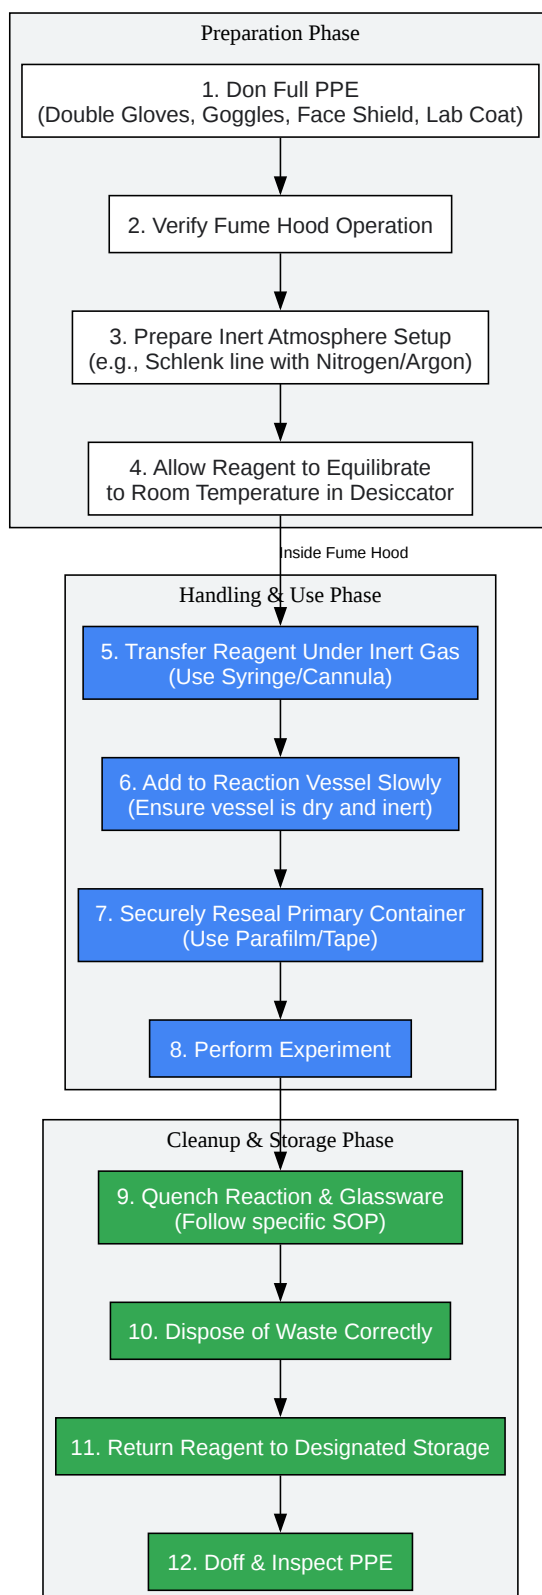 Preparation Phase
1. Don Full PPE
(Double Gloves, Goggles, Face Shield, Lab Coat)
2. Verify Fume Hood Operation
3. Prepare Inert Atmosphere Setup
(e.g., Schlenk line with Nitrogen/Argon)
4. Allow Reagent to Equilibrate
to Room Temperature in Desiccator
Inside Fume Hood
Handling & Use Phase
5. Transfer Reagent Under Inert Gas
(Use Syringe/Cannula)
6. Add to Reaction Vessel Slowly
(Ensure vessel is dry and inert)
7. Securely Reseal Primary Container
(Use Parafilm/Tape)
8. Perform Experiment
Cleanup & Storage Phase
9. Quench Reaction & Glassware
(Follow specific SOP)
10. Dispose of Waste Correctly
11. Return Reagent to Designated Storage
12. Doff & Inspect PPE